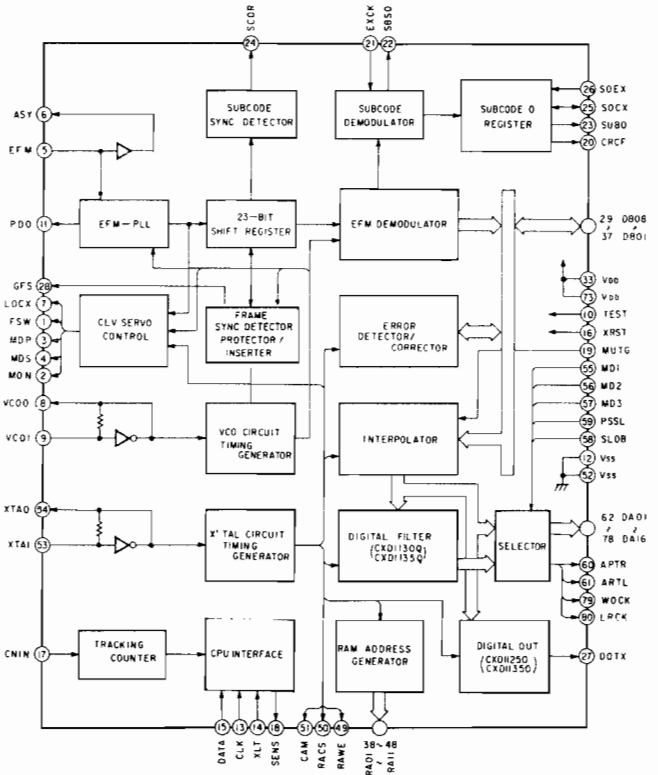 SCOR
EXCK
SBSO
24
21
22
ASY
6
EFM
5
SUBCODE
SYNC DETECTOR
SUBCODE
DEMODULATOR
SUBCODE Q
REGISTER
26 SOEX
25 SOCX
23 SUBO
20 CRCF
PDO
11
EFM-PLL
23-BIT
SHIFT REGISTER
EFM DEMODULATOR
29 DB08
37 DB01
33 VDD
73 VDD
10 TEST
16 XRST
19 MUTG
55 MD1
56 MD2
57 MD3
59 PSSL
58 SLOB
12 Vss
52 Vss
GFS
28
LOCX
7
FSW
1
MDP
3
MDS
4
MON
2
CLV SERVO
CONTROL
FRAME
SYNC DETECTOR
PROTECTOR/
INSERTER
ERROR
DETECTOR/
CORRECTOR
VCOO
8
VCOI
9
VCO CIRCUIT
TIMING
GENERATOR
INTERPOLATOR
XTAO
54
XTAI
53
X'TAL CIRCUIT
TIMING
GENERATOR
DIGITAL FILTER
(CXD1130Q)
(CXD1135Q)
SELECTOR
62 DA01
78 DA16
60 APTR
61 ARTL
79 WOCK
80 LRCK
CNIN
17
TRACKING
COUNTER
CPU INTERFACE
RAM ADDRESS
GENERATOR
DIGITAL OUT
(CXD1125Q)
(CXD1135Q)
27 DOTX
15
13
14
18
51
50
49
DATA
CLK
XLT
SENS
CAM
RACS
RAWE
RA01 38~48
RA11